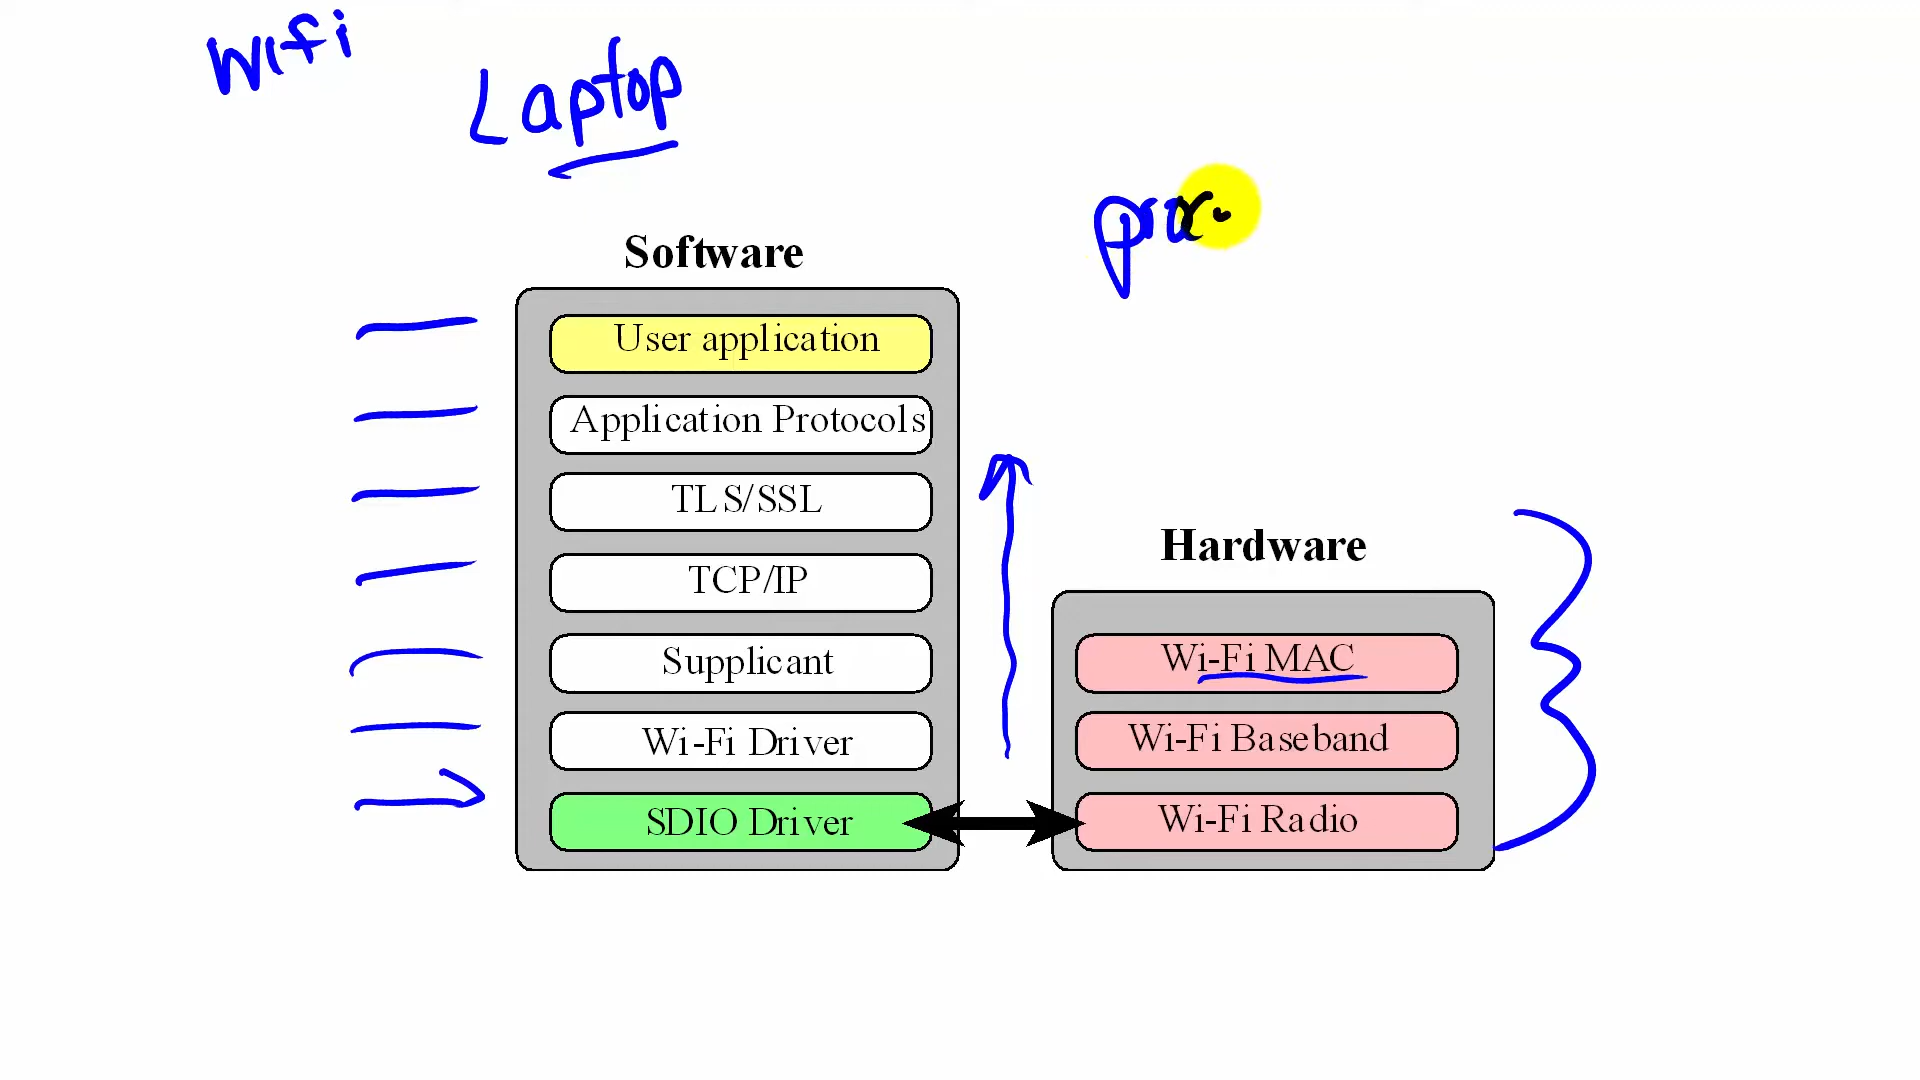 wifi
Laptop
Software
User application
Application Protocols
TLS/SSL
TCP/IP
Supplicant
Wi-Fi Driver
SDIO Driver
Hardware
Wi-Fi MAC
Wi-Fi Baseband
Wi-Fi Radio